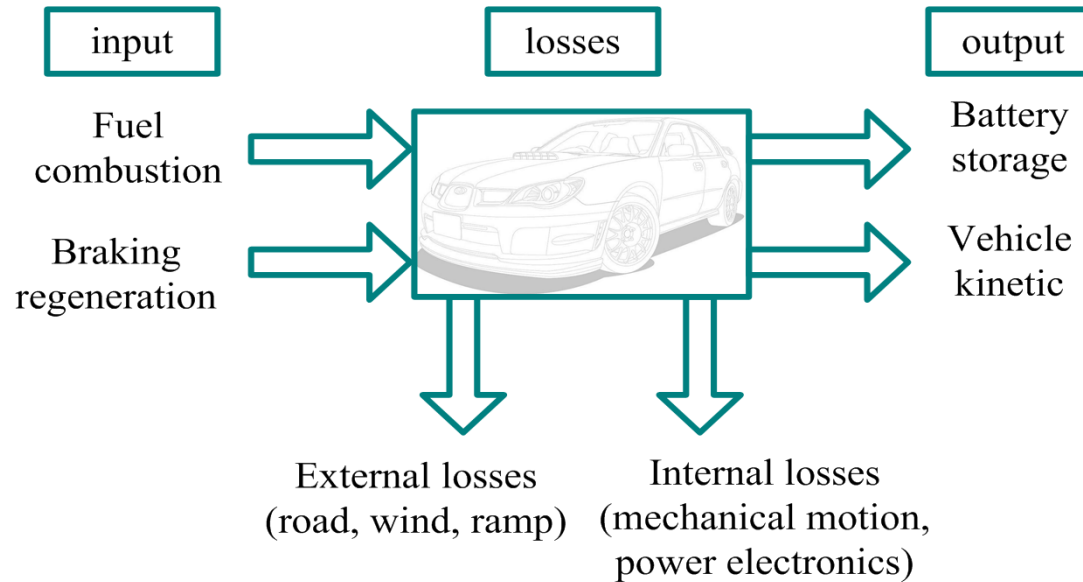 input
losses
output
Fuel
combustion
Battery
storage
Braking
regeneration
Vehicle
kinetic
External losses
(road, wind, ramp)
Internal losses
(mechanical motion,
power electronics)